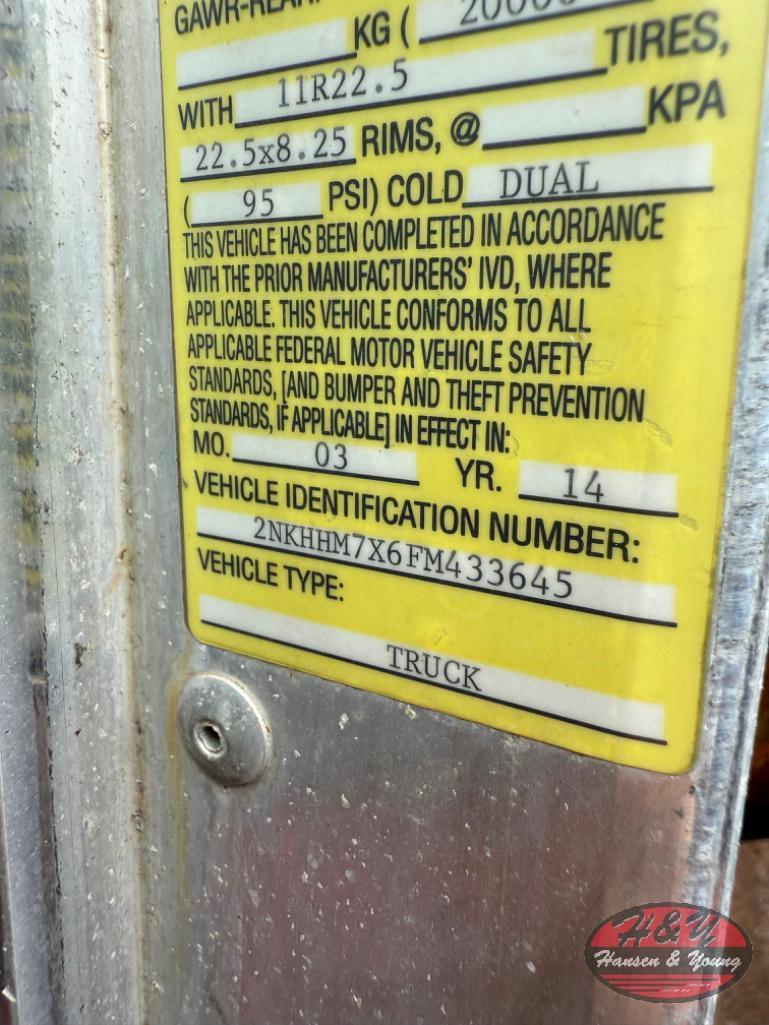 GAWR-REAR:
KG ( 20000
WITH 11R22.5 TIRES,
22.5x8.25 RIMS, @ KPA
( 95 PSI) COLD DUAL
THIS VEHICLE HAS BEEN COMPLETED IN ACCORDANCE
WITH THE PRIOR MANUFACTURERS' IVD, WHERE
APPLICABLE. THIS VEHICLE CONFORMS TO ALL
APPLICABLE FEDERAL MOTOR VEHICLE SAFETY
STANDARDS, [AND BUMPER AND THEFT PREVENTION
STANDARDS, IF APPLICABLE] IN EFFECT IN:
MO. 03 YR. 14
VEHICLE IDENTIFICATION NUMBER:
2NKHHM7X6FM433645
VEHICLE TYPE:
TRUCK
H&Y
Hansen & Young